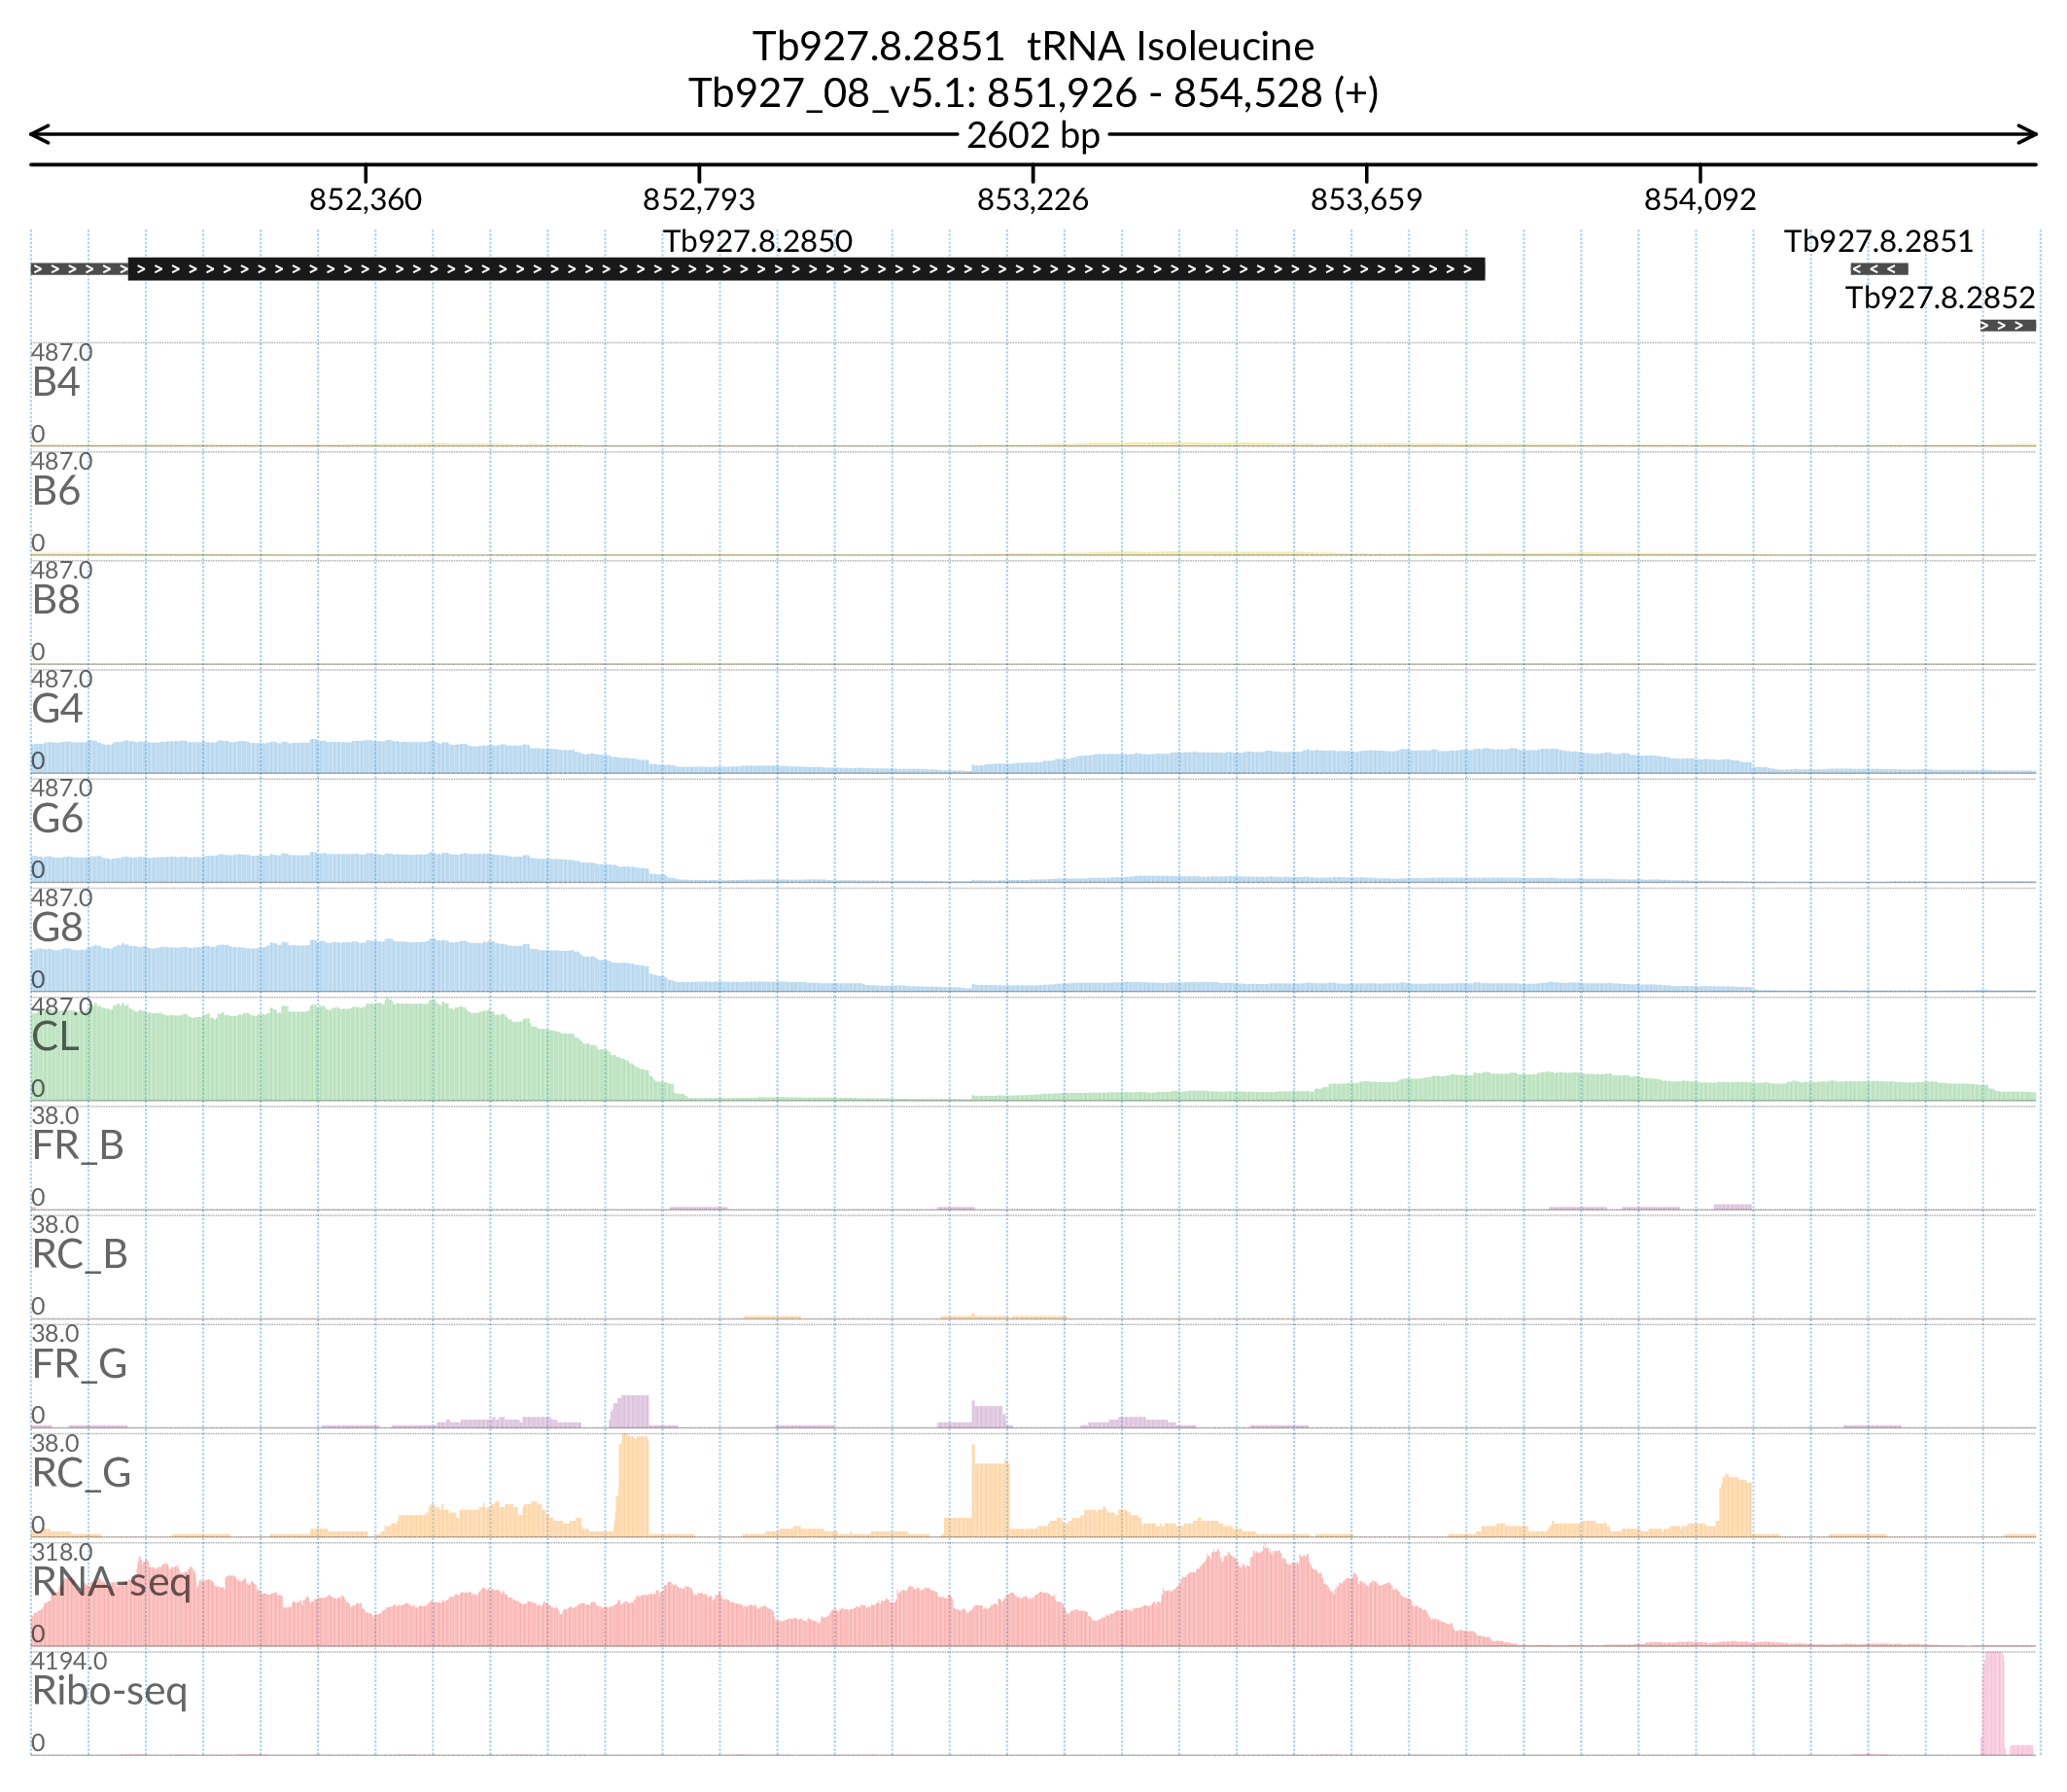 Tb927.8.2851 tRNA Isoleucine
Tb927_08_v5.1: 851,926 - 854,528 (+)
2602 bp
852,360 852,793 853,226 853,659 854,092
Tb927.8.2850 Tb927.8.2851
Tb927.8.2852
487.0
B4
0
487.0
B6
0
487.0
B8
0
487.0
G4
0
487.0
G6
0
487.0
G8
0
487.0
CL
0
38.0
FR_B
0
38.0
RC_B
0
38.0
FR_G
0
38.0
RC_G
0
318.0
RNA-seq
0
4194.0
Ribo-seq
0